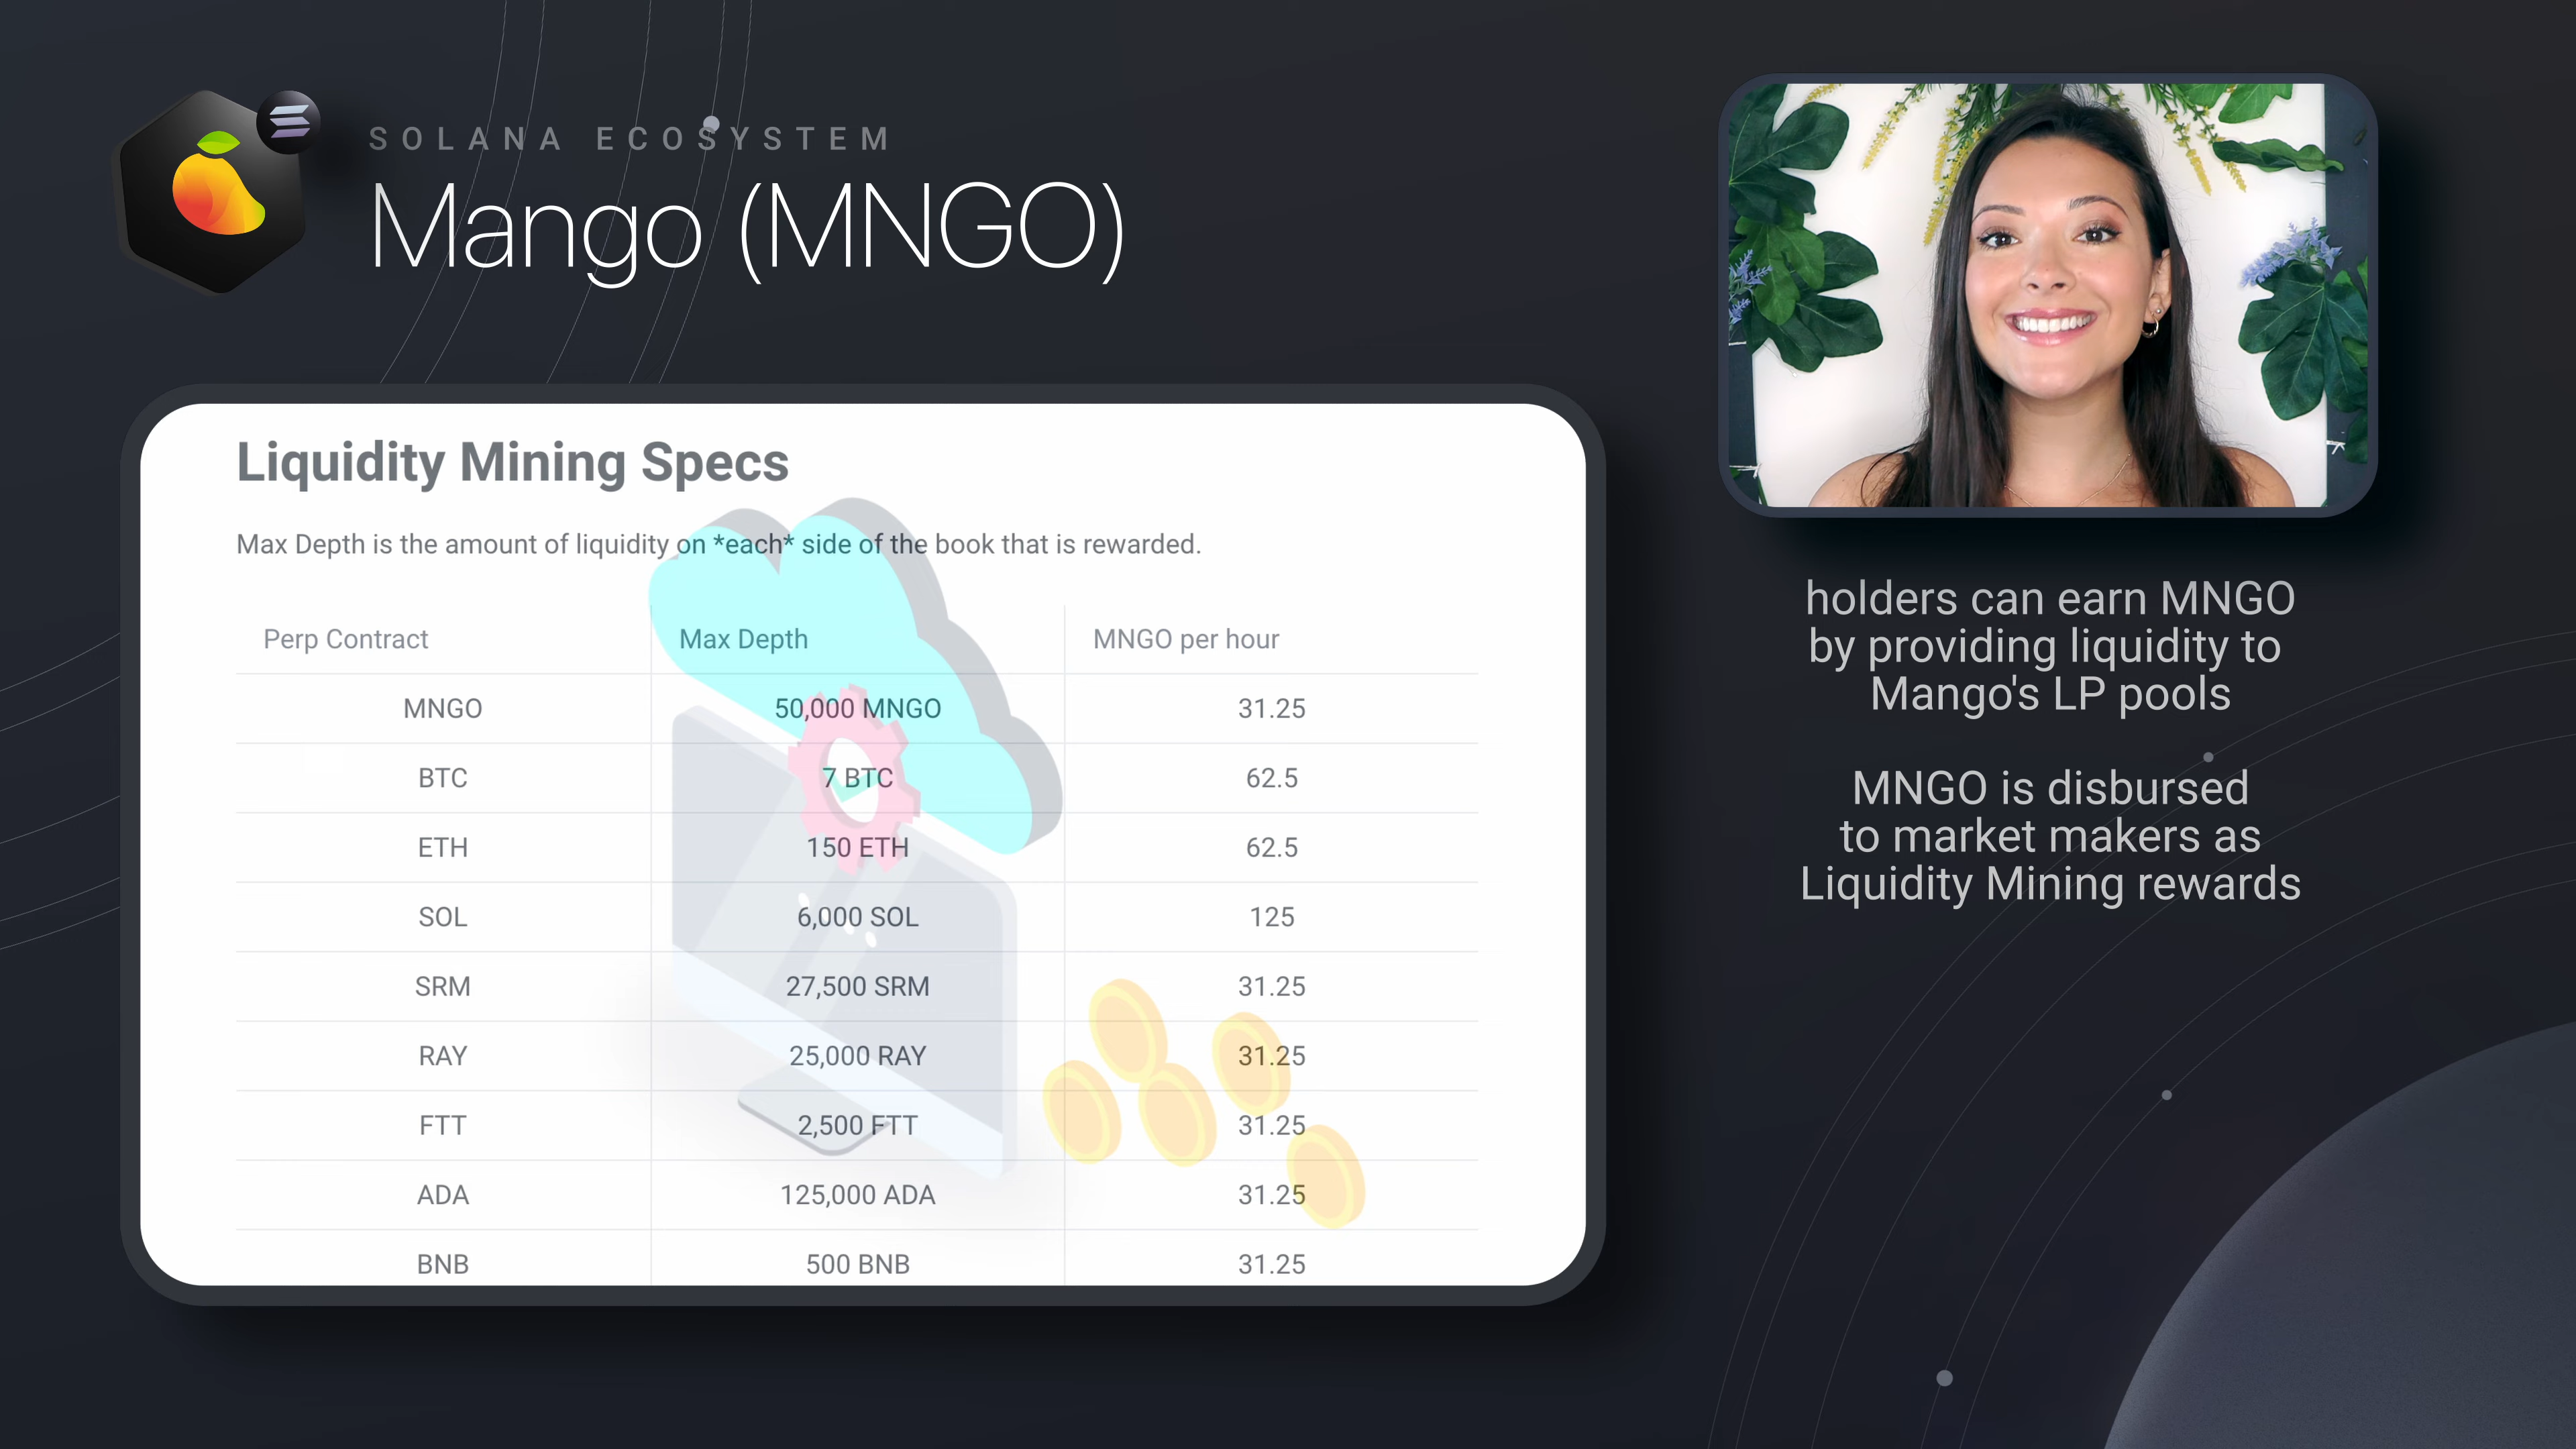 SOLANA ECOSYSTEM
Mango (MNGO)
Liquidity Mining Specs
Max Depth is the amount of liquidity on *each* side of the book that is rewarded.
Perp Contract Max Depth MNGO per hour
MNGO 50,000 MNGO 31.25
BTC 7 BTC 62.5
ETH 150 ETH 62.5
SOL 6,000 SOL 125
SRM 27,500 SRM 31.25
RAY 25,000 RAY 31.25
FTT 2,500 FTT 31.25
ADA 125,000 ADA 31.25
BNB 500 BNB 31.25
holders can earn MNGO
by providing liquidity to
Mango's LP pools
MNGO is disbursed
to market makers as
Liquidity Mining rewards